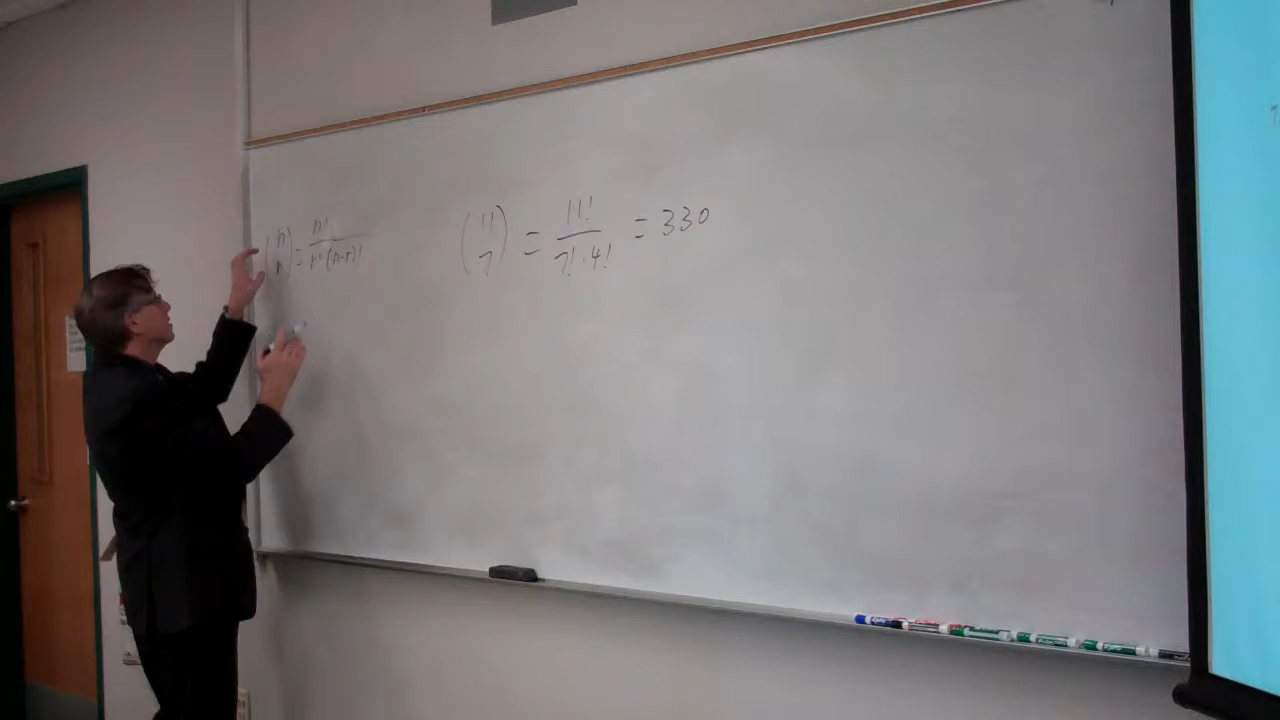 (n r) = n! / r!(n-r)!
(11 7) = 11! / 7!·4! = 330